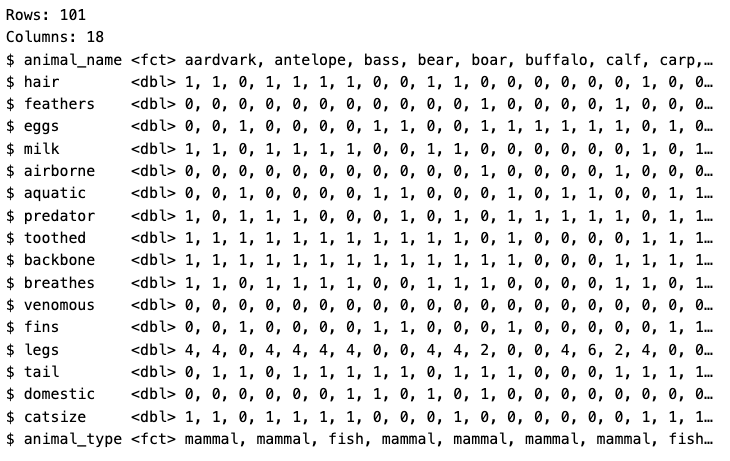 Rows: 101
Columns: 18
$ animal_name <fct> aardvark, antelope, bass, bear, boar, buffalo, calf, carp,…
$ hair        <dbl> 1, 1, 0, 1, 1, 1, 1, 0, 0, 1, 1, 0, 0, 0, 0, 0, 0, 1, 0, 0…
$ feathers    <dbl> 0, 0, 0, 0, 0, 0, 0, 0, 0, 0, 0, 1, 0, 0, 0, 0, 1, 0, 0, 0…
$ eggs        <dbl> 0, 0, 1, 0, 0, 0, 0, 1, 1, 0, 0, 1, 1, 1, 1, 1, 1, 0, 1, 0…
$ milk        <dbl> 1, 1, 0, 1, 1, 1, 1, 0, 0, 1, 1, 0, 0, 0, 0, 0, 0, 1, 0, 1…
$ airborne    <dbl> 0, 0, 0, 0, 0, 0, 0, 0, 0, 0, 0, 1, 0, 0, 0, 0, 1, 0, 0, 0…
$ aquatic     <dbl> 0, 0, 1, 0, 0, 0, 0, 1, 1, 0, 0, 0, 1, 0, 1, 1, 0, 0, 1, 1…
$ predator    <dbl> 1, 0, 1, 1, 1, 0, 0, 0, 1, 0, 1, 0, 1, 1, 1, 1, 1, 0, 1, 1…
$ toothed     <dbl> 1, 1, 1, 1, 1, 1, 1, 1, 1, 1, 1, 0, 1, 0, 0, 0, 0, 1, 1, 1…
$ backbone    <dbl> 1, 1, 1, 1, 1, 1, 1, 1, 1, 1, 1, 1, 1, 0, 0, 0, 1, 1, 1, 1…
$ breathes    <dbl> 1, 1, 0, 1, 1, 1, 1, 0, 0, 1, 1, 1, 0, 0, 0, 0, 1, 1, 0, 1…
$ venomous    <dbl> 0, 0, 0, 0, 0, 0, 0, 0, 0, 0, 0, 0, 0, 0, 0, 0, 0, 0, 0, 0…
$ fins        <dbl> 0, 0, 1, 0, 0, 0, 0, 1, 1, 0, 0, 0, 1, 0, 0, 0, 0, 0, 1, 1…
$ legs        <dbl> 4, 4, 0, 4, 4, 4, 4, 0, 0, 4, 4, 2, 0, 0, 4, 6, 2, 4, 0, 0…
$ tail        <dbl> 0, 1, 1, 0, 1, 1, 1, 1, 1, 0, 1, 1, 1, 0, 0, 0, 1, 1, 1, 1…
$ domestic    <dbl> 0, 0, 0, 0, 0, 0, 1, 1, 0, 1, 0, 1, 0, 0, 0, 0, 0, 0, 0, 0…
$ catsize     <dbl> 1, 1, 0, 1, 1, 1, 1, 0, 0, 0, 1, 0, 0, 0, 0, 0, 0, 1, 1, 1…
$ animal_type <fct> mammal, mammal, fish, mammal, mammal, mammal, mammal, fish…